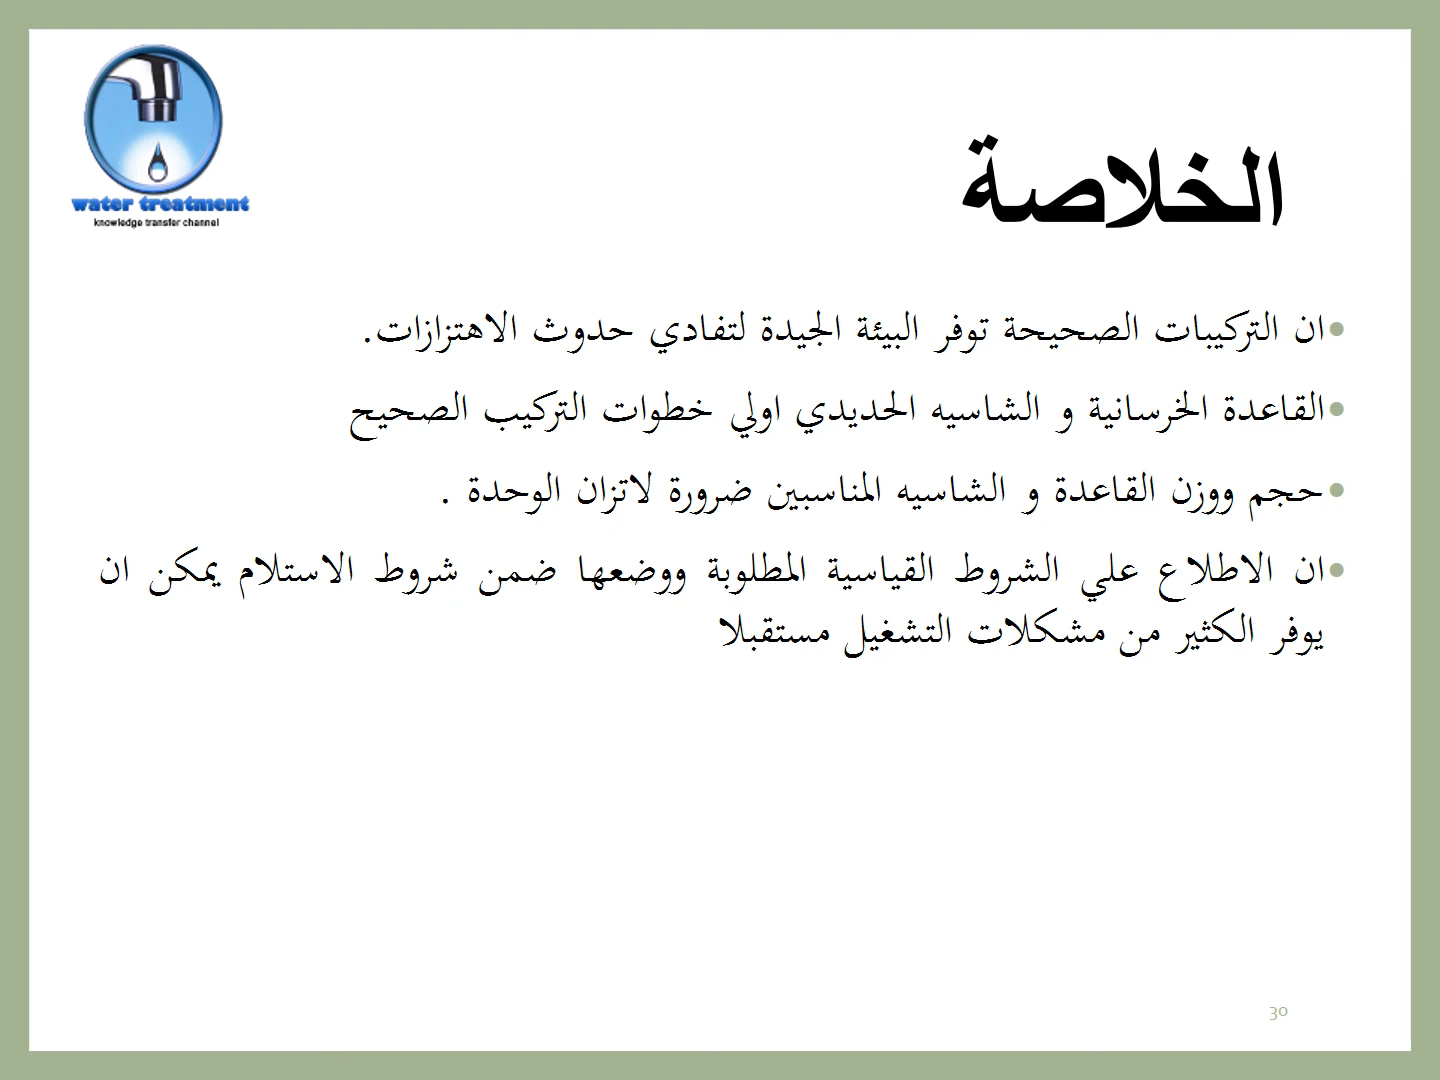 water treatment
knowledge transfer channel
الخلاصة
•ان التركيبات الصحيحة توفر البيئة الجيدة لتفادي حدوث الاهتزازات.
•القاعدة الخرسانية و الشاسيه الحديدي اولي خطوات التركيب الصحيح
•حجم ووزن القاعدة و الشاسيه المناسبين ضرورة لاتزان الوحدة .
•ان الاطلاع علي الشروط القياسية المطلوبة ووضعها ضمن شروط الاستلام يمكن ان
يوفر الكثير من مشكلات التشغيل مستقبلا
30